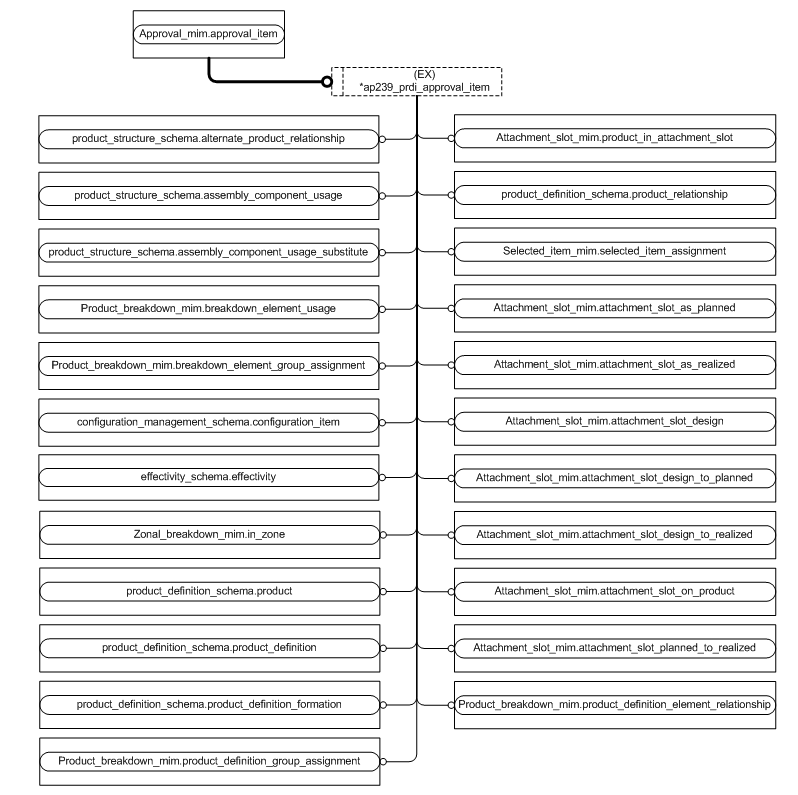 Approval_mim.approval_item
(EX)
*ap239_prdi_approval_item
product_structure_schema.alternate_product_relationship
product_structure_schema.assembly_component_usage
product_structure_schema.assembly_component_usage_substitute
Product_breakdown_mim.breakdown_element_usage
Product_breakdown_mim.breakdown_element_group_assignment
configuration_management_schema.configuration_item
effectivity_schema.effectivity
Zonal_breakdown_mim.in_zone
product_definition_schema.product
product_definition_schema.product_definition
product_definition_schema.product_definition_formation
Product_breakdown_mim.product_definition_group_assignment
Attachment_slot_mim.product_in_attachment_slot
product_definition_schema.product_relationship
Selected_item_mim.selected_item_assignment
Attachment_slot_mim.attachment_slot_as_planned
Attachment_slot_mim.attachment_slot_as_realized
Attachment_slot_mim.attachment_slot_design
Attachment_slot_mim.attachment_slot_design_to_planned
Attachment_slot_mim.attachment_slot_design_to_realized
Attachment_slot_mim.attachment_slot_on_product
Attachment_slot_mim.attachment_slot_planned_to_realized
Product_breakdown_mim.product_definition_element_relationship